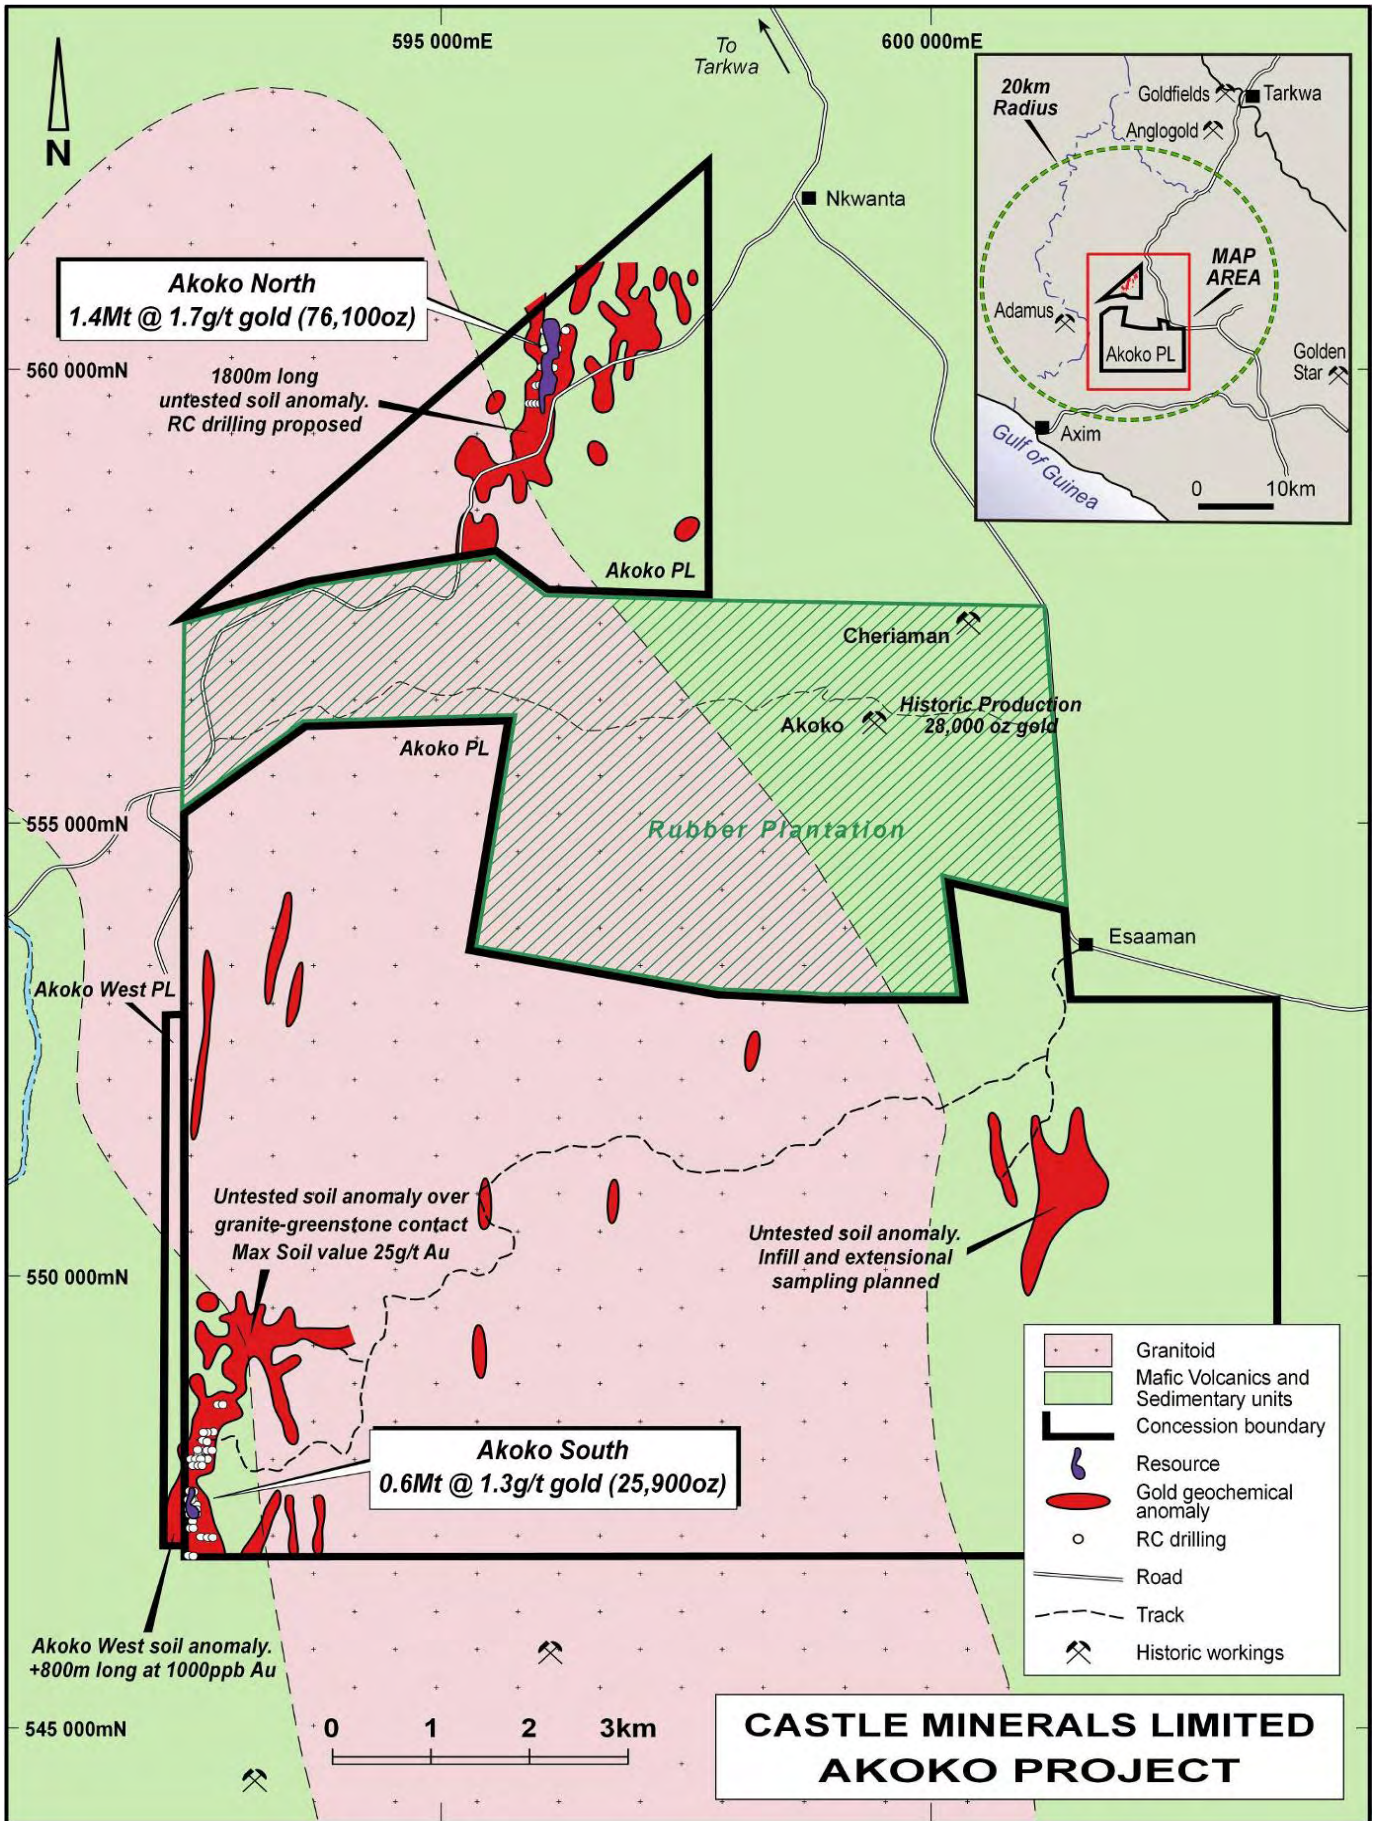 595 000mE
600 000mE
To
Tarkwa
N
20km
Radius
Goldfields
Tarkwa
Anglogold
MAP
AREA
Adamus
Akoko PL
Golden
Star
Axim
Gulf of Guinea
0 10km
Nkwanta
Akoko North
1.4Mt @ 1.7g/t gold (76,100oz)
560 000mN
1800m long
untested soil anomaly.
RC drilling proposed
Akoko PL
Cheriaman
Historic Production
28,000 oz gold
Akoko
Akoko PL
555 000mN
Rubber Plantation
Esaaman
Akoko West PL
Untested soil anomaly over
granite-greenstone contact
Max Soil value 25g/t Au
Untested soil anomaly.
Infill and extensional
sampling planned
550 000mN
Granitoid
Mafic Volcanics and
Sedimentary units
Concession boundary
Resource
Gold geochemical
anomaly
RC drilling
Road
Track
Historic workings
Akoko South
0.6Mt @ 1.3g/t gold (25,900oz)
Akoko West soil anomaly.
+800m long at 1000ppb Au
545 000mN
0 1 2 3km
CASTLE MINERALS LIMITED
AKOKO PROJECT